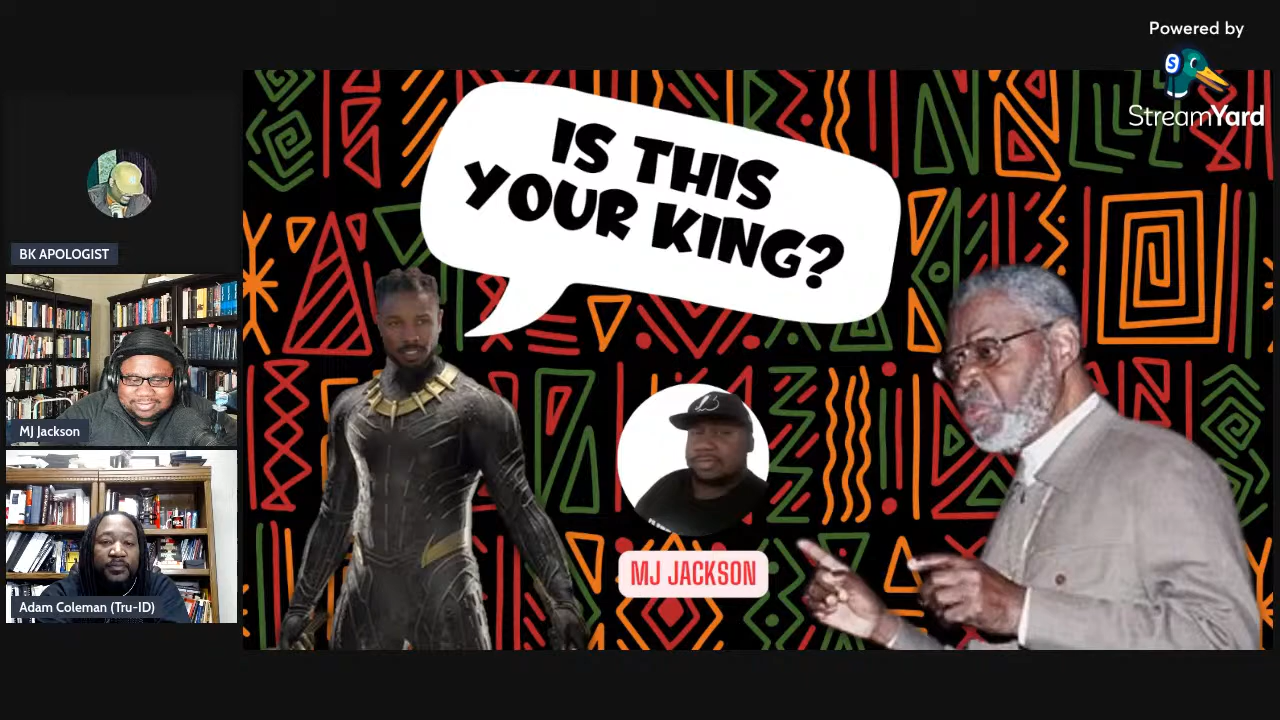 Powered by
StreamYard
IS THIS
YOUR KING?
BK APOLOGIST
MJ Jackson
Adam Coleman (Tru-ID)
MJ JACKSON